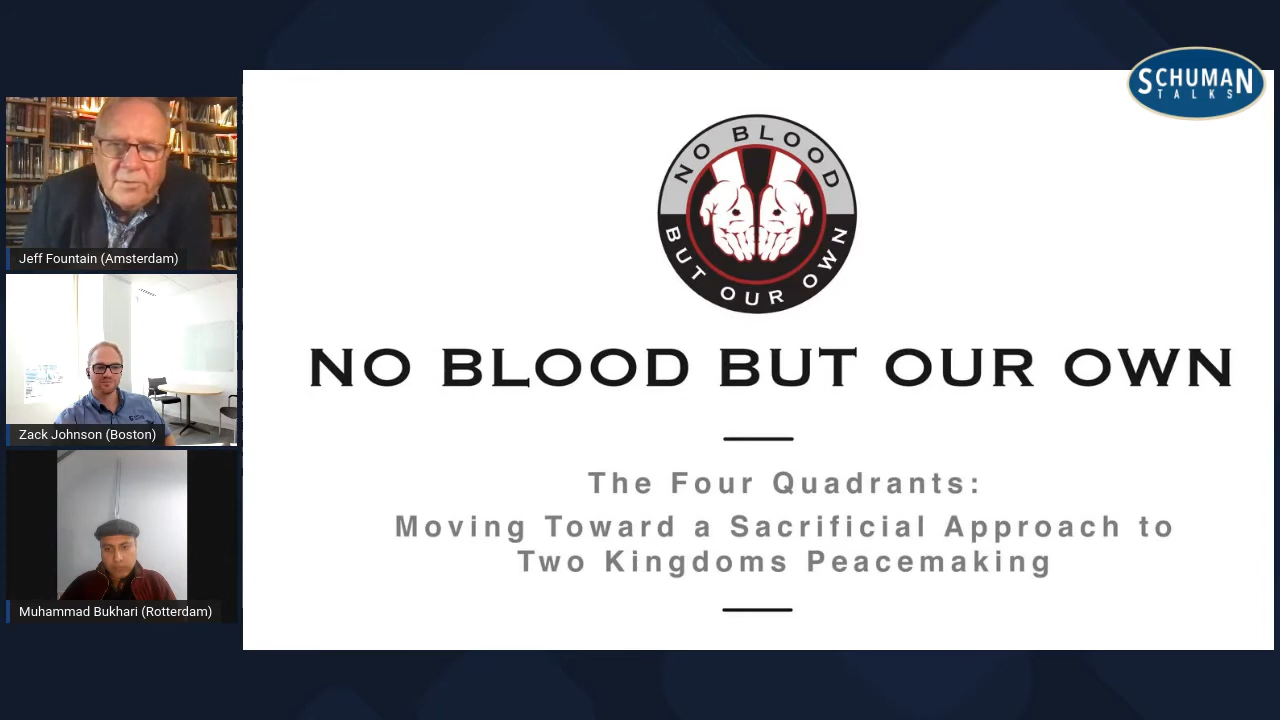 SCHUMAN
TALKS
Jeff Fountain (Amsterdam)
Zack Johnson (Boston)
Muhammad Bukhari (Rotterdam)
NO BLOOD
BUT OUR OWN
NO BLOOD BUT OUR OWN
The Four Quadrants:
Moving Toward a Sacrificial Approach to
Two Kingdoms Peacemaking